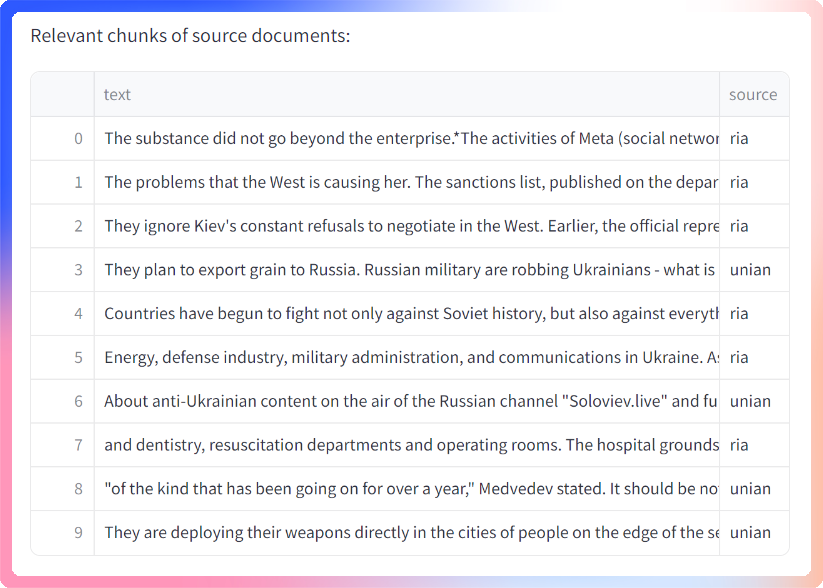 Relevant chunks of source documents:
text source
0 The substance did not go beyond the enterprise.*The activities of Meta (social networ ria
1 The problems that the West is causing her. The sanctions list, published on the depar ria
2 They ignore Kiev's constant refusals to negotiate in the West. Earlier, the official repre ria
3 They plan to export grain to Russia. Russian military are robbing Ukrainians - what is unian
4 Countries have begun to fight not only against Soviet history, but also against everyth ria
5 Energy, defense industry, military administration, and communications in Ukraine. As ria
6 About anti-Ukrainian content on the air of the Russian channel "Soloviev.live" and fu unian
7 and dentistry, resuscitation departments and operating rooms. The hospital grounds ria
8 "of the kind that has been going on for over a year," Medvedev stated. It should be no unian
9 They are deploying their weapons directly in the cities of people on the edge of the se unian